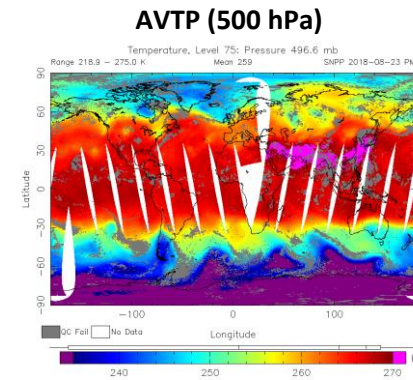 AVTP (500 hPa)
Temperature, Level 75: Pressure 496.6 mb
Range 218.9 - 275.0 K Mean 259 SNPP 2018-08-23 PM
90
60
30
0
-30
-60
-90
Latitude
-100 0 100
QC Fail No Data Longitude
240 250 260 270